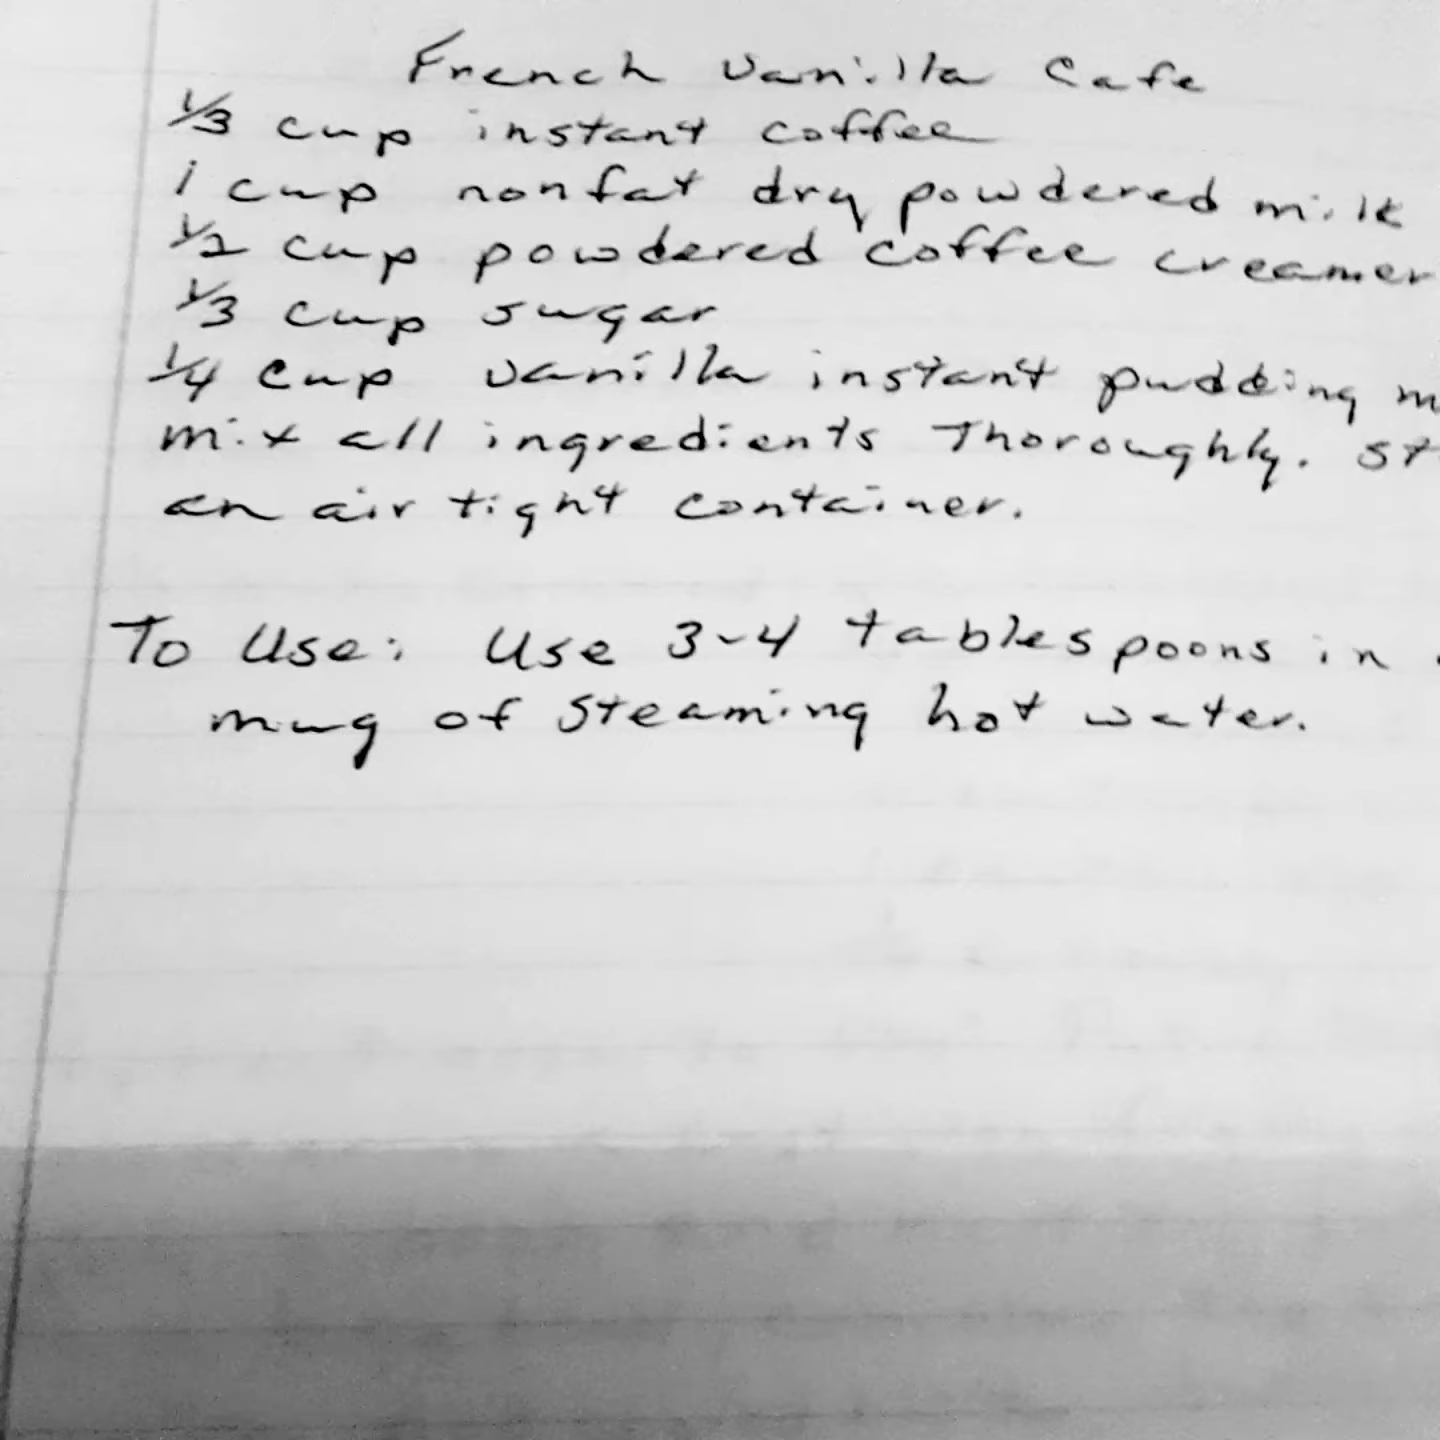 French Vanilla Cafe
1/3 cup instant coffee
1 cup nonfat dry powdered milk
1/2 cup powdered coffee creamer
1/3 cup sugar
1/4 cup vanilla instant pudding
mix all ingredients Thoroughly.
an air tight container.
To Use: Use 3-4 tablespoons in
mug of steaming hot water.